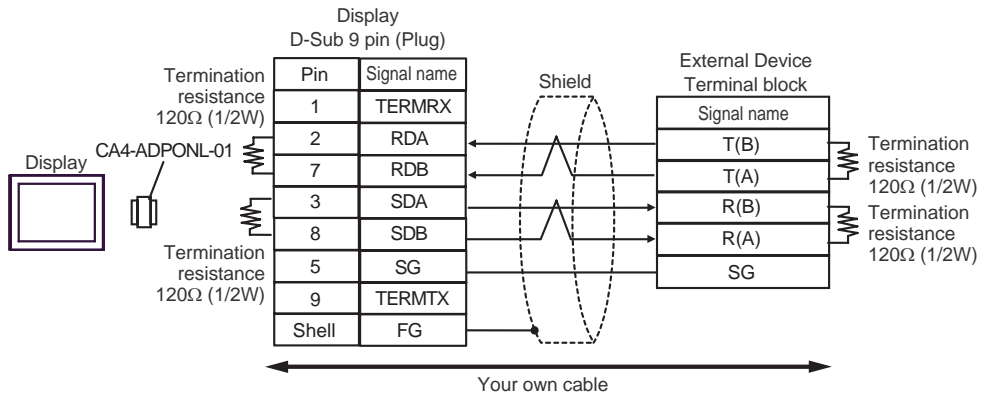 Display
D-Sub 9 pin (Plug)
Termination
resistance
120Ω (1/2W)
Pin Signal name
1 TERMRX
2 RDA
7 RDB
3 SDA
8 SDB
5 SG
9 TERMTX
Shell FG
Display
CA4-ADPONL-01
Termination
resistance
120Ω (1/2W)
Shield
External Device
Terminal block
Signal name
T(B)
T(A)
R(B)
R(A)
SG
Termination
resistance
120Ω (1/2W)
Termination
resistance
120Ω (1/2W)
Your own cable